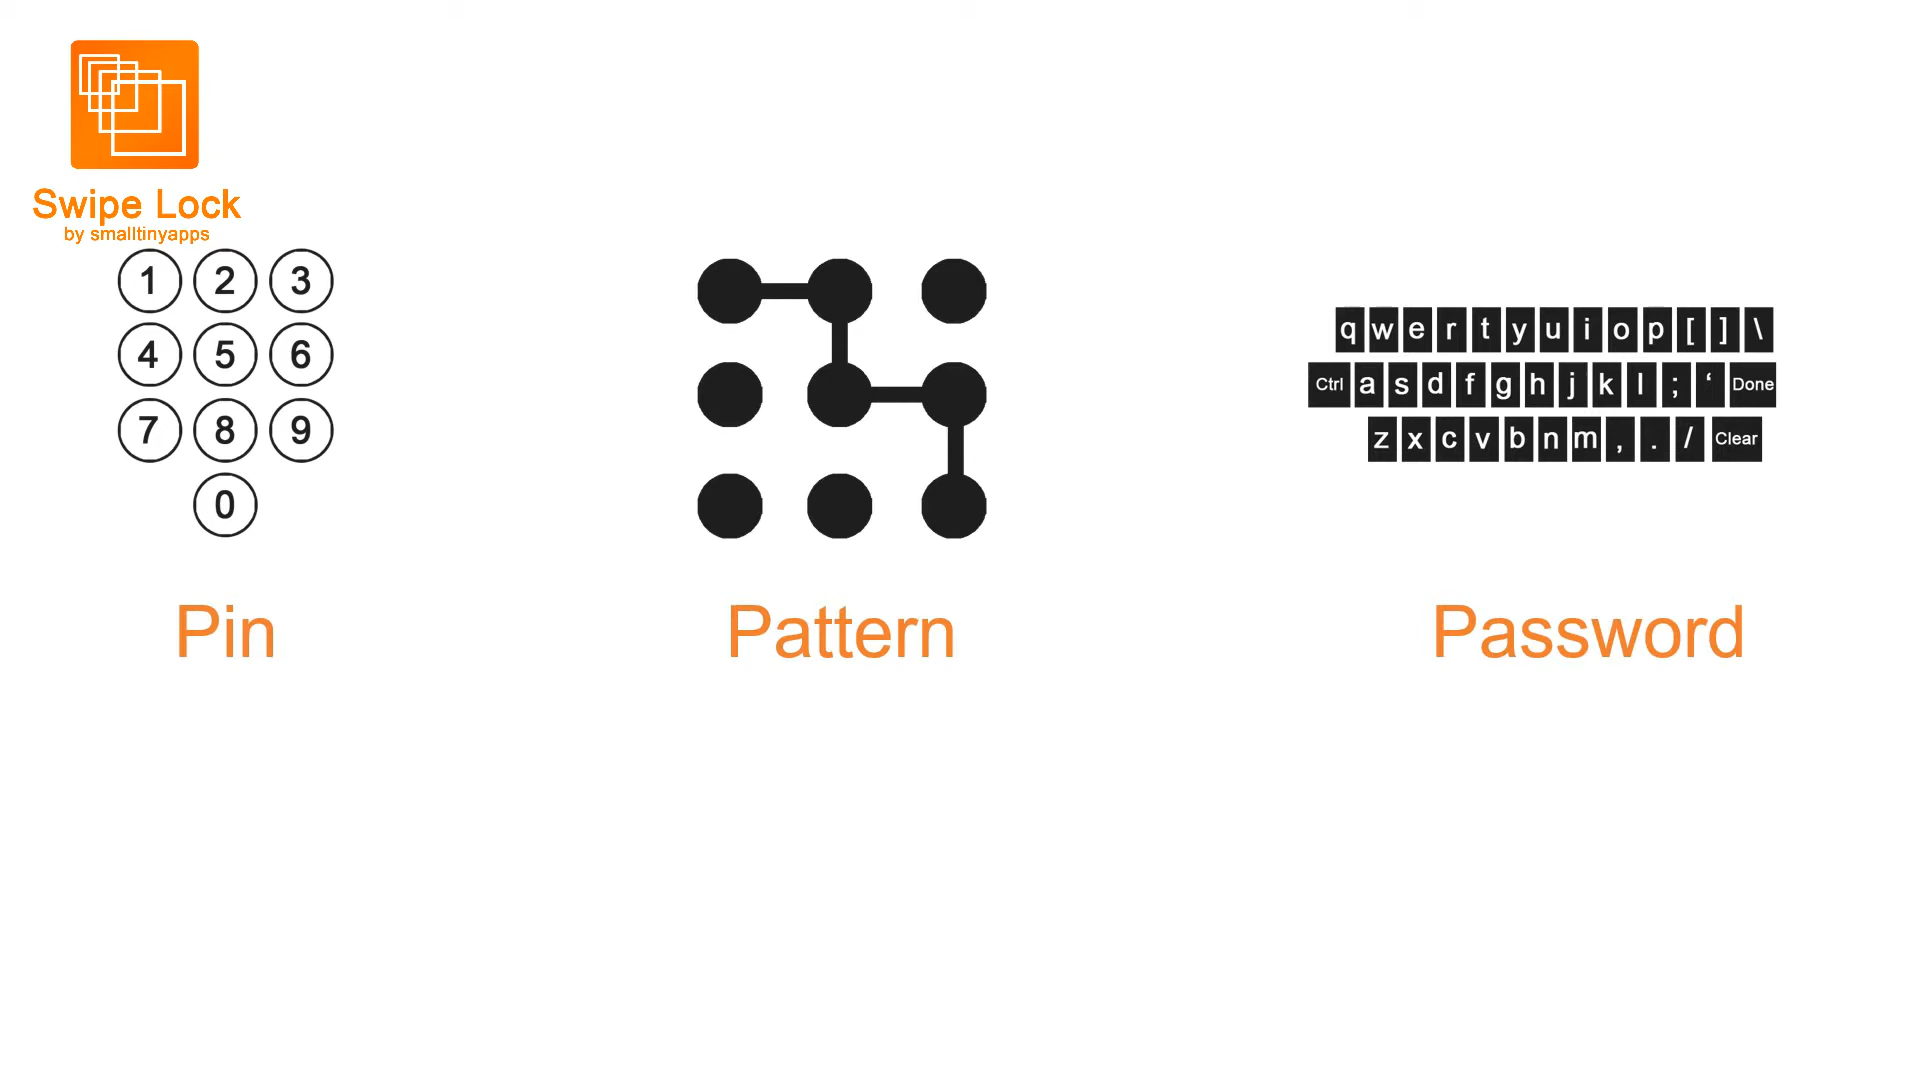 Swipe Lock
by smalltinyapps
1 2 3
4 5 6
7 8 9
0
Pin
Pattern
q w e r t y u i o p [ ] \
Ctrl a s d f g h j k l ; ‘ Done
z x c v b n m , . / Clear
Password